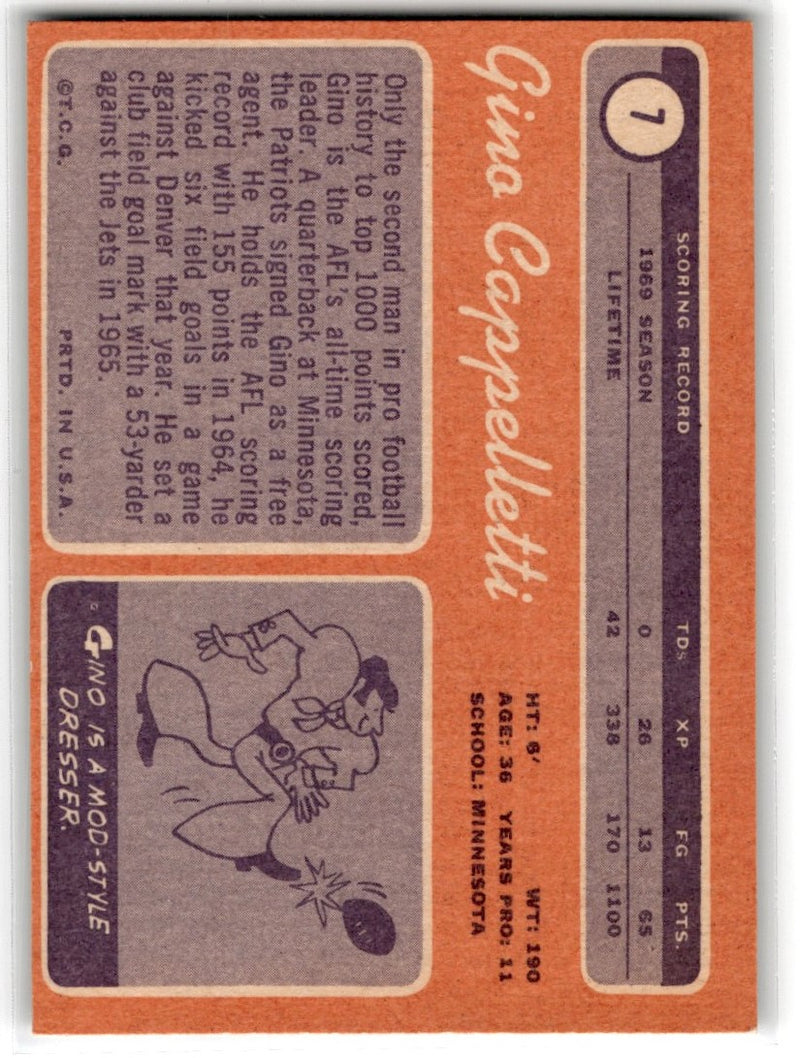 7
SCORING RECORD TDs XP FG PTS.
1969 SEASON 0 26 13 65
LIFETIME 42 338 170 1100
Gino Cappelletti
HT: 6' WT: 190
AGE: 36 YEARS PRO: 11
SCHOOL: MINNESOTA
Only the second man in pro football
history to top 1000 points scored,
Gino is the AFL's all-time scoring
leader. A quarterback at Minnesota,
the Patriots signed Gino as a free
agent. He holds the AFL scoring
record with 155 points in 1964, he
kicked six field goals in a game
against Denver that year. He set a
club field goal mark with a 53-yarder
against the Jets in 1965.
©T.C.G. PRTD. IN U.S.A.
GINO IS A MOD-STYLE
DRESSER.